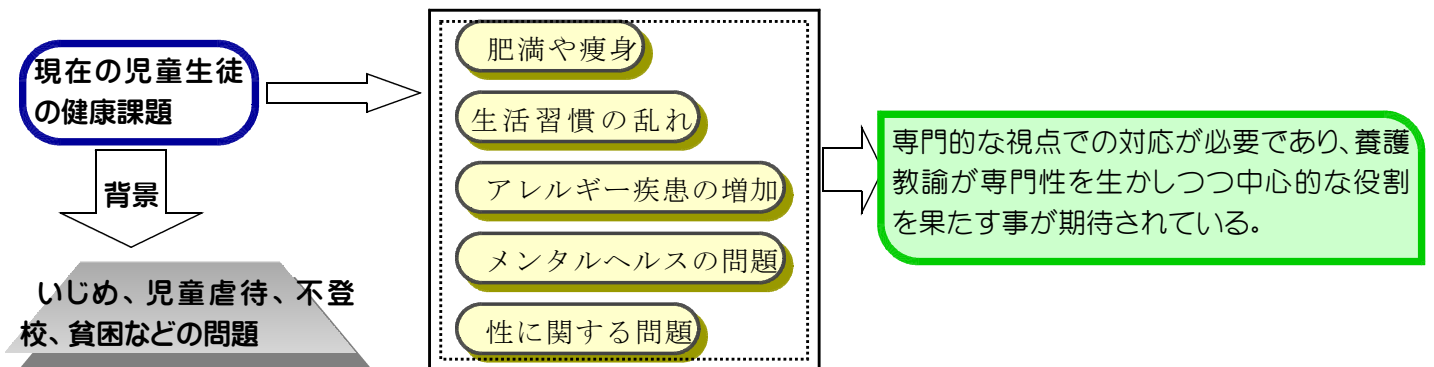 現在の児童生徒
の健康課題
背景
いじめ、児童虐待、不登
校、貧困などの問題
肥満や痩身
生活習慣の乱れ
アレルギー疾患の増加
メンタルヘルスの問題
性に関する問題
専門的な視点での対応が必要であり、養護
教諭が専門性を生かしつつ中心的な役割
を果たす事が期待されている。